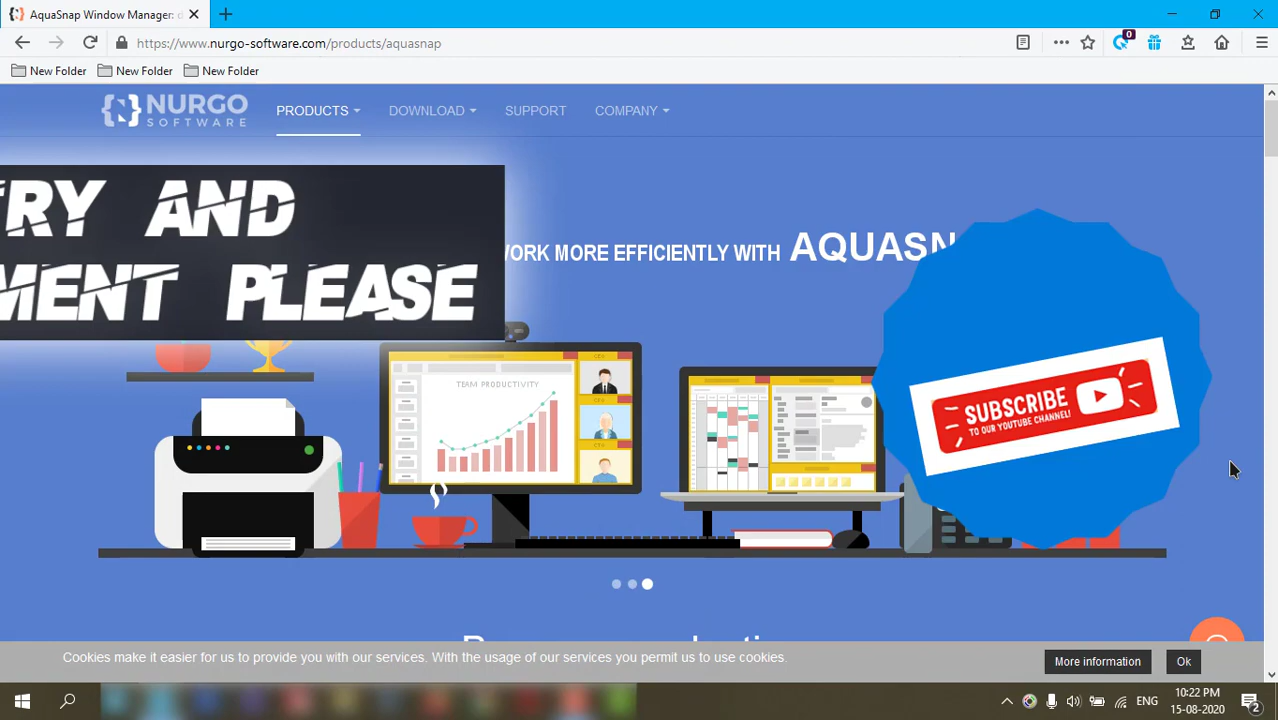 AquaSnap Window Manager: d
https://www.nurgo-software.com/products/aquasnap
0
New Folder
New Folder
New Folder
NURGO
SOFTWARE
PRODUCTS
DOWNLOAD
SUPPORT
COMPANY
AND
PLEASE
WORK MORE EFFICIENTLY WITH AQUASN
TEAM PRODUCTIVITY
SUBSCRIBE
TO OUR YOUTUBE CHANNEL!
Cookies make it easier for us to provide you with our services. With the usage of our services you permit us to use cookies.
More information
Ok
ENG
10:22 PM
15-08-2020
2